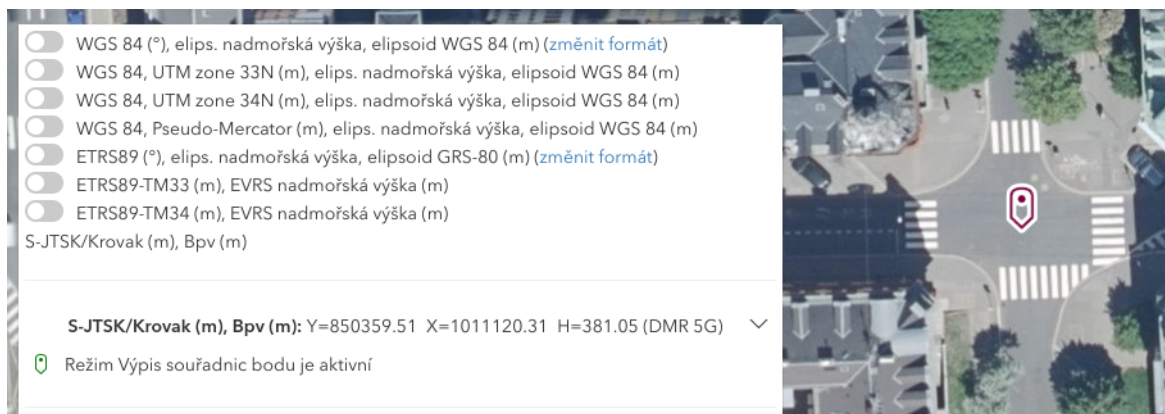 WGS 84 (°), elips. nadmořská výška, elipsoid WGS 84 (m) (změnit formát)
WGS 84, UTM zone 33N (m), elips. nadmořská výška, elipsoid WGS 84 (m)
WGS 84, UTM zone 34N (m), elips. nadmořská výška, elipsoid WGS 84 (m)
WGS 84, Pseudo-Mercator (m), elips. nadmořská výška, elipsoid WGS 84 (m)
ETRS89 (°), elips. nadmořská výška, elipsoid GRS-80 (m) (změnit formát)
ETRS89-TM33 (m), EVRS nadmořská výška (m)
ETRS89-TM34 (m), EVRS nadmořská výška (m)
S-JTSK/Krovak (m), Bpv (m)
S-JTSK/Krovak (m), Bpv (m): Y=850359.51 X=1011120.31 H=381.05 (DMR 5G)
Režim Výpis souřadnic bodu je aktivní